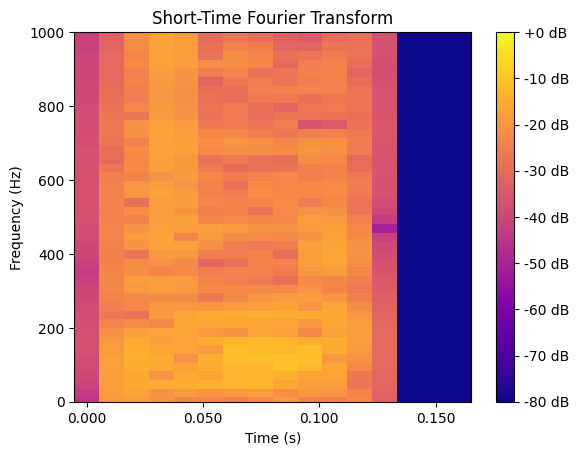 Short-Time Fourier Transform
1000
800
600
400
200
0
Frequency (Hz)
0.000
0.050
0.100
0.150
Time (s)
+0 dB
-10 dB
-20 dB
-30 dB
-40 dB
-50 dB
-60 dB
-70 dB
-80 dB